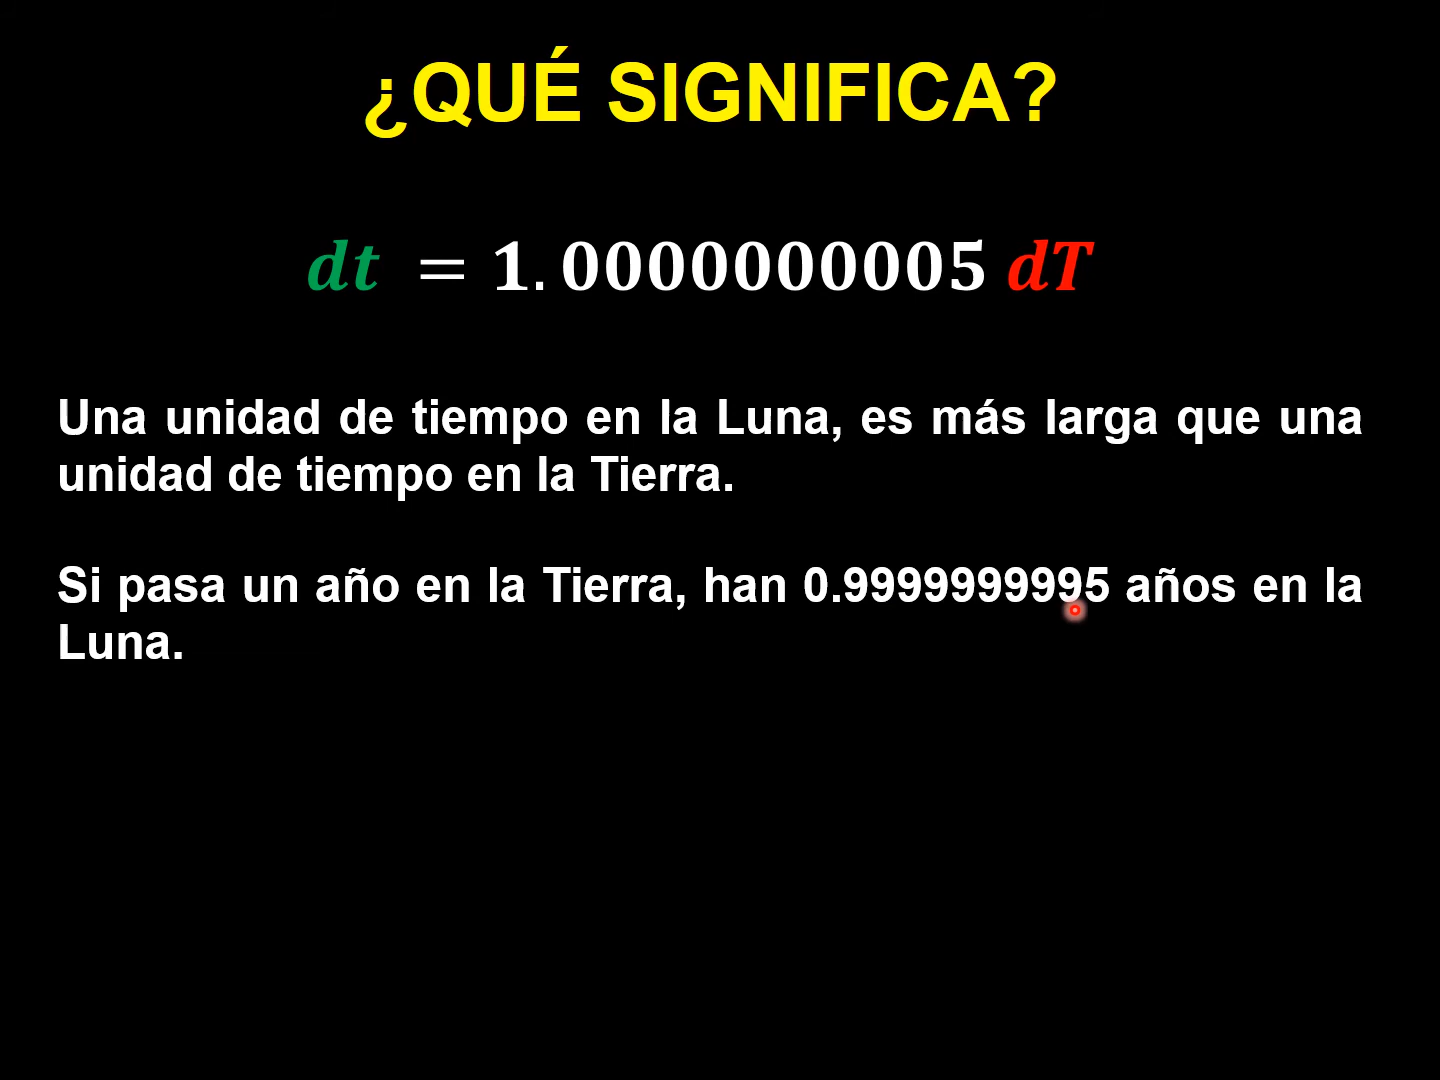 ¿QUÉ SIGNIFICA?
dt = 1.0000000005 dT
Una unidad de tiempo en la Luna, es más larga que una
unidad de tiempo en la Tierra.
Si pasa un año en la Tierra, han 0.9999999995 años en la
Luna.